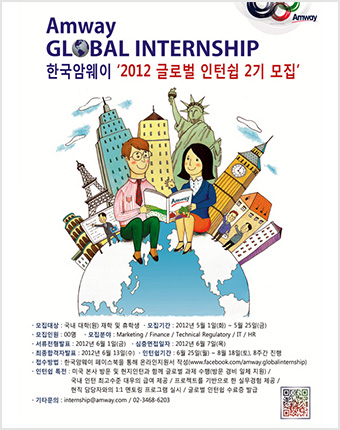 Amway
Amway
GLOBAL INTERNSHIP
한국암웨이 ‘2012 글로벌 인턴쉽 2기 모집’
Amway
· 모집대상: 국내 대학(원) 재학 및 휴학생 · 모집기간 : 2012년 5월 1일(화) ~ 5월 25일(금)
· 모집인원 : 00명 · 모집분야 : Marketing / Finance / Technical Regulatory / IT / HR
· 서류전형발표 : 2012년 6월 1일(금) · 심층면접일자 : 2012년 6월 7일(목)
· 최종합격자발표 : 2012년 6월 13일(수) · 인턴쉽기간 : 6월 25일(월) ~ 8월 18일(토), 8주간 진행
· 접수방법 : 한국암웨이 페이스북을 통해 온라인지원서 작성(www.facebook.com/amway.globalinternship)
· 인턴쉽 특전 : 미국 본사 방문 및 현지인턴과 함께 글로벌 과제 수행(방문 경비 일체 지원) /
국내 인턴 최고수준 대우의 급여 제공 / 프로젝트를 기반으로 한 실무경험 제공 /
현직 담당자와의 1:1 멘토링 프로그램 실시 / 글로벌 인턴쉽 수료증 발급
· 기타문의 : internship@amway.com / 02-3468-6203